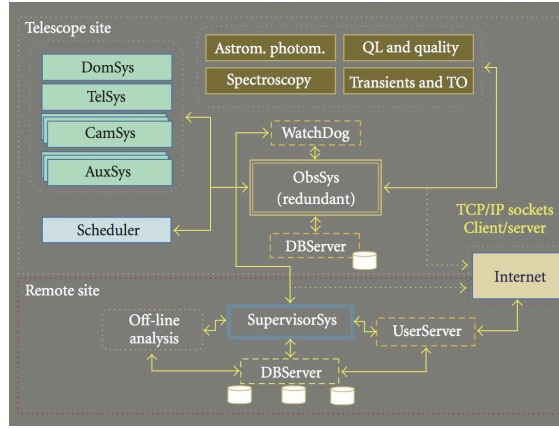 Telescope site
Astrom. photom.
QL and quality
DomSys
Spectroscopy
Transients and TO
TelSys
CamSys
WatchDog
AuxSys
ObsSys
(redundant)
TCP/IP sockets
Client/server
Scheduler
DBServer
Internet
Remote site
Off-line
analysis
SupervisorSys
UserServer
DBServer